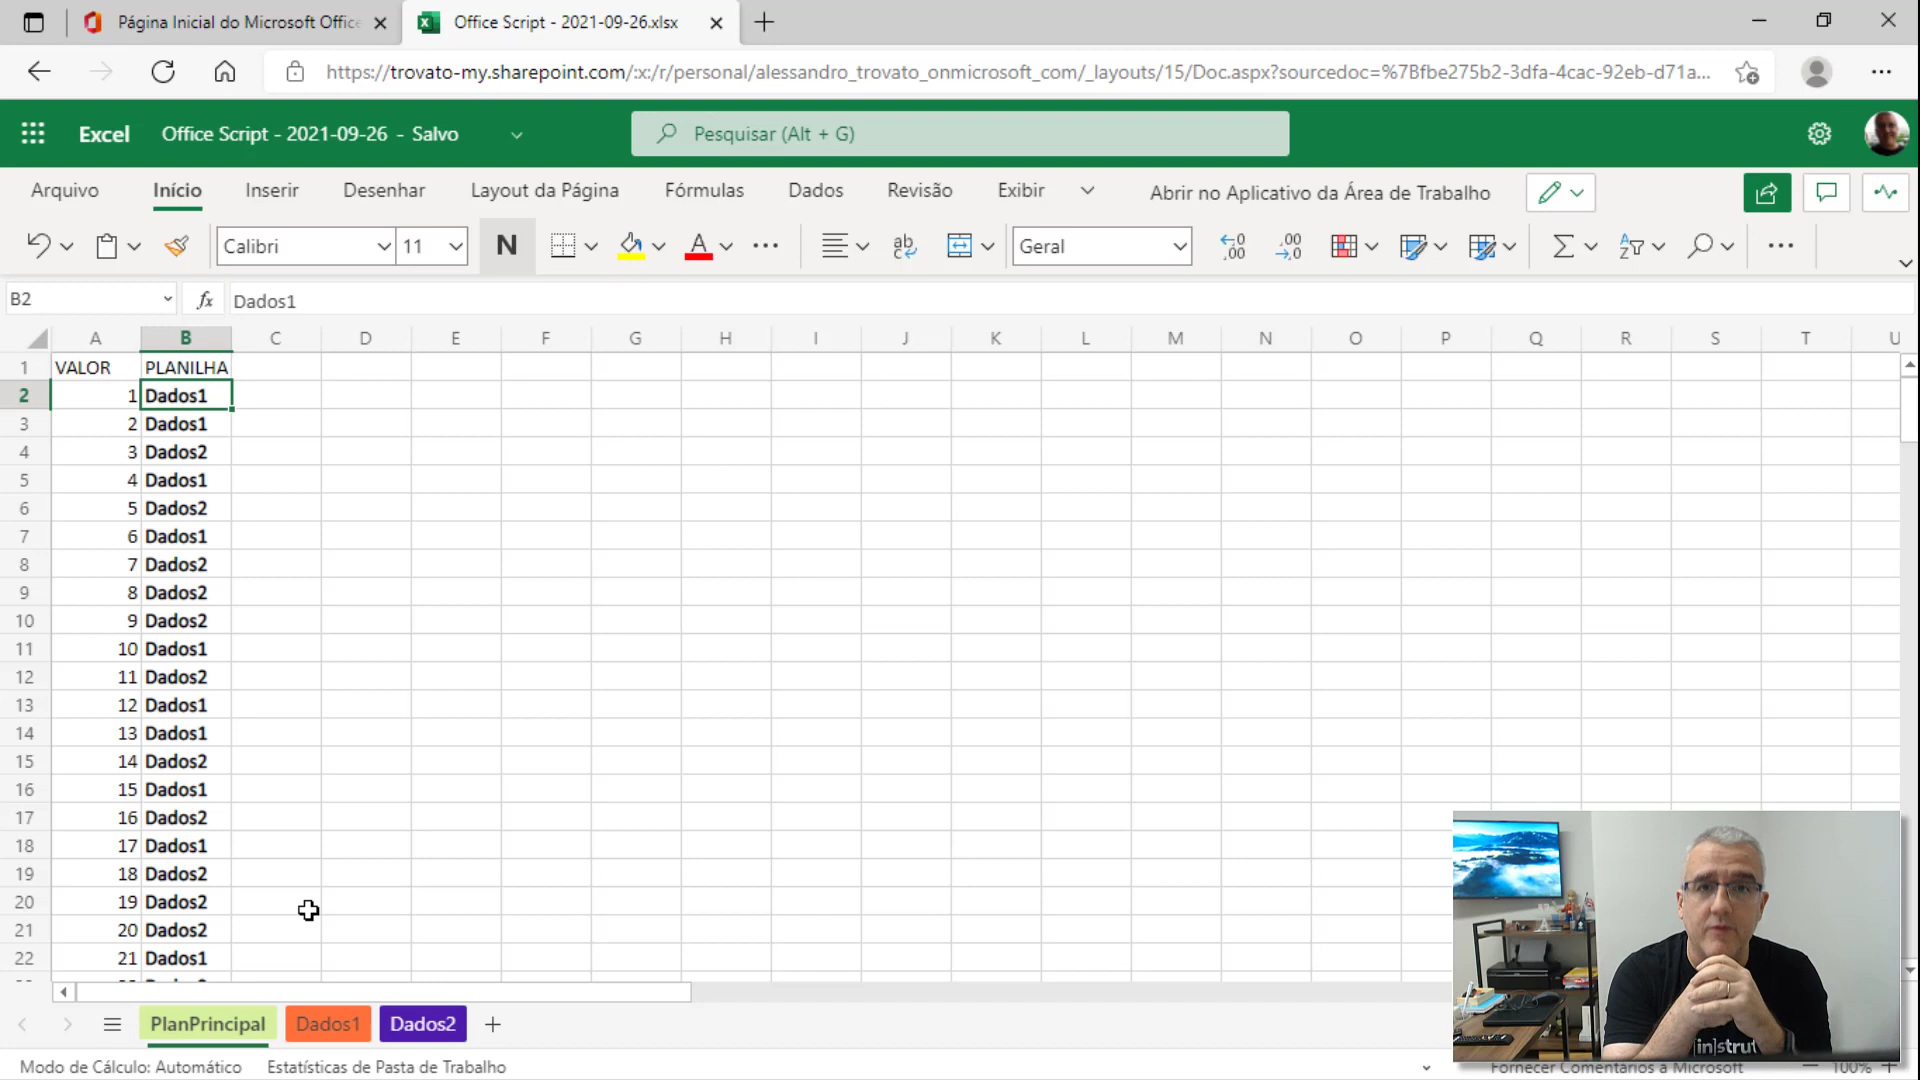 Página Inicial do Microsoft Office
Office Script - 2021-09-26.xlsx
https://trovato-my.sharepoint.com/:x:/r/personal/alessandro_trovato_onmicrosoft_com/_layouts/15/Doc.aspx?sourcedoc=%7Bfbe275b2-3dfa-4cac-92eb-d71a...
Excel Office Script - 2021-09-26 - Salvo Pesquisar (Alt + G)
Arquivo Início Inserir Desenhar Layout da Página Fórmulas Dados Revisão Exibir Abrir no Aplicativo da Área de Trabalho
Calibri 11 N Geral
B2 fx Dados1
A B C D E F G H I J K L M N O P Q R S T U
1 VALOR PLANILHA
2 1 Dados1
3 2 Dados1
4 3 Dados2
5 4 Dados1
6 5 Dados2
7 6 Dados1
8 7 Dados2
9 8 Dados2
10 9 Dados2
11 10 Dados1
12 11 Dados2
13 12 Dados1
14 13 Dados1
15 14 Dados2
16 15 Dados1
17 16 Dados2
18 17 Dados1
19 18 Dados2
20 19 Dados2
21 20 Dados2
22 21 Dados1
PlanPrincipal Dados1 Dados2
in|strut
Modo de Cálculo: Automático Estatísticas de Pasta de Trabalho Fornecer Comentários à Microsoft 100%